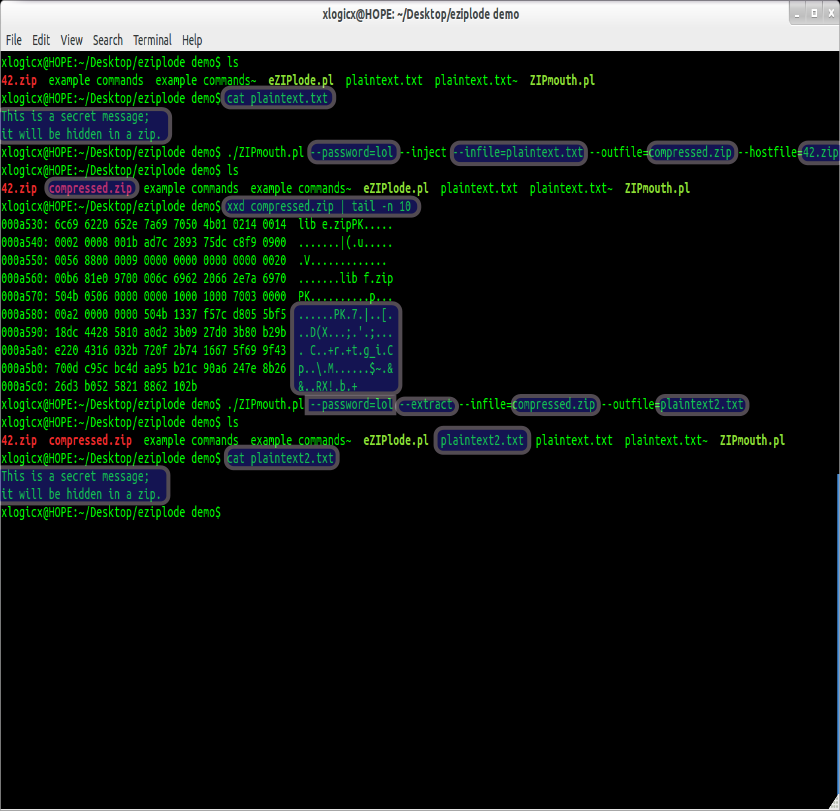 xlogicx@HOPE: ~/Desktop/eziplode demo
File Edit View Search Terminal Help
xlogicx@HOPE:~/Desktop/eziplode demo$ ls
42.zip  example commands  example commands~  eZIPlode.pl  plaintext.txt  plaintext.txt~  ZIPmouth.pl
xlogicx@HOPE:~/Desktop/eziplode demo$ cat plaintext.txt
This is a secret message;
it will be hidden in a zip.
xlogicx@HOPE:~/Desktop/eziplode demo$ ./ZIPmouth.pl --password=lol --inject --infile=plaintext.txt --outfile=compressed.zip --hostfile=42.zip
xlogicx@HOPE:~/Desktop/eziplode demo$ ls
42.zip  compressed.zip  example commands  example commands~  eZIPlode.pl  plaintext.txt  plaintext.txt~  ZIPmouth.pl
xlogicx@HOPE:~/Desktop/eziplode demo$ xxd compressed.zip | tail -n 10
000a530: 6c69 6220 652e 7a69 7050 4b01 0214 0014  lib e.zipPK.....
000a540: 0002 0008 001b ad7c 2893 75dc c8f9 0900  .......|(.u.....
000a550: 0056 8800 0009 0000 0000 0000 0000 0020  .V............. 
000a560: 00b6 81e0 9700 006c 6962 2066 2e7a 6970  .......lib f.zip
000a570: 504b 0506 0000 0000 1000 1000 7003 0000  PK..........p...
000a580: 00a2 0000 0000 504b 1337 f57c d805 5bf5  ......PK.7.|..[.
000a590: 18dc 4428 5810 a0d2 3b09 27d0 3b80 b29b  ..D(X...;.'.;...
000a5a0: e220 4316 032b 720f 2b74 1667 5f69 9f43  . C..+r.+t.g_i.C
000a5b0: 700d c95c bc4d aa95 b21c 90a6 247e 8b26  p..\.M......$~.&
000a5c0: 26d3 b052 5821 8862 102b  &..RX!.b.+
xlogicx@HOPE:~/Desktop/eziplode demo$ ./ZIPmouth.pl --password=lol --extract --infile=compressed.zip --outfile=plaintext2.txt
xlogicx@HOPE:~/Desktop/eziplode demo$ ls
42.zip  compressed.zip  example commands  example commands~  eZIPlode.pl  plaintext2.txt  plaintext.txt  plaintext.txt~  ZIPmouth.pl
xlogicx@HOPE:~/Desktop/eziplode demo$ cat plaintext2.txt
This is a secret message;
it will be hidden in a zip.
xlogicx@HOPE:~/Desktop/eziplode demo$